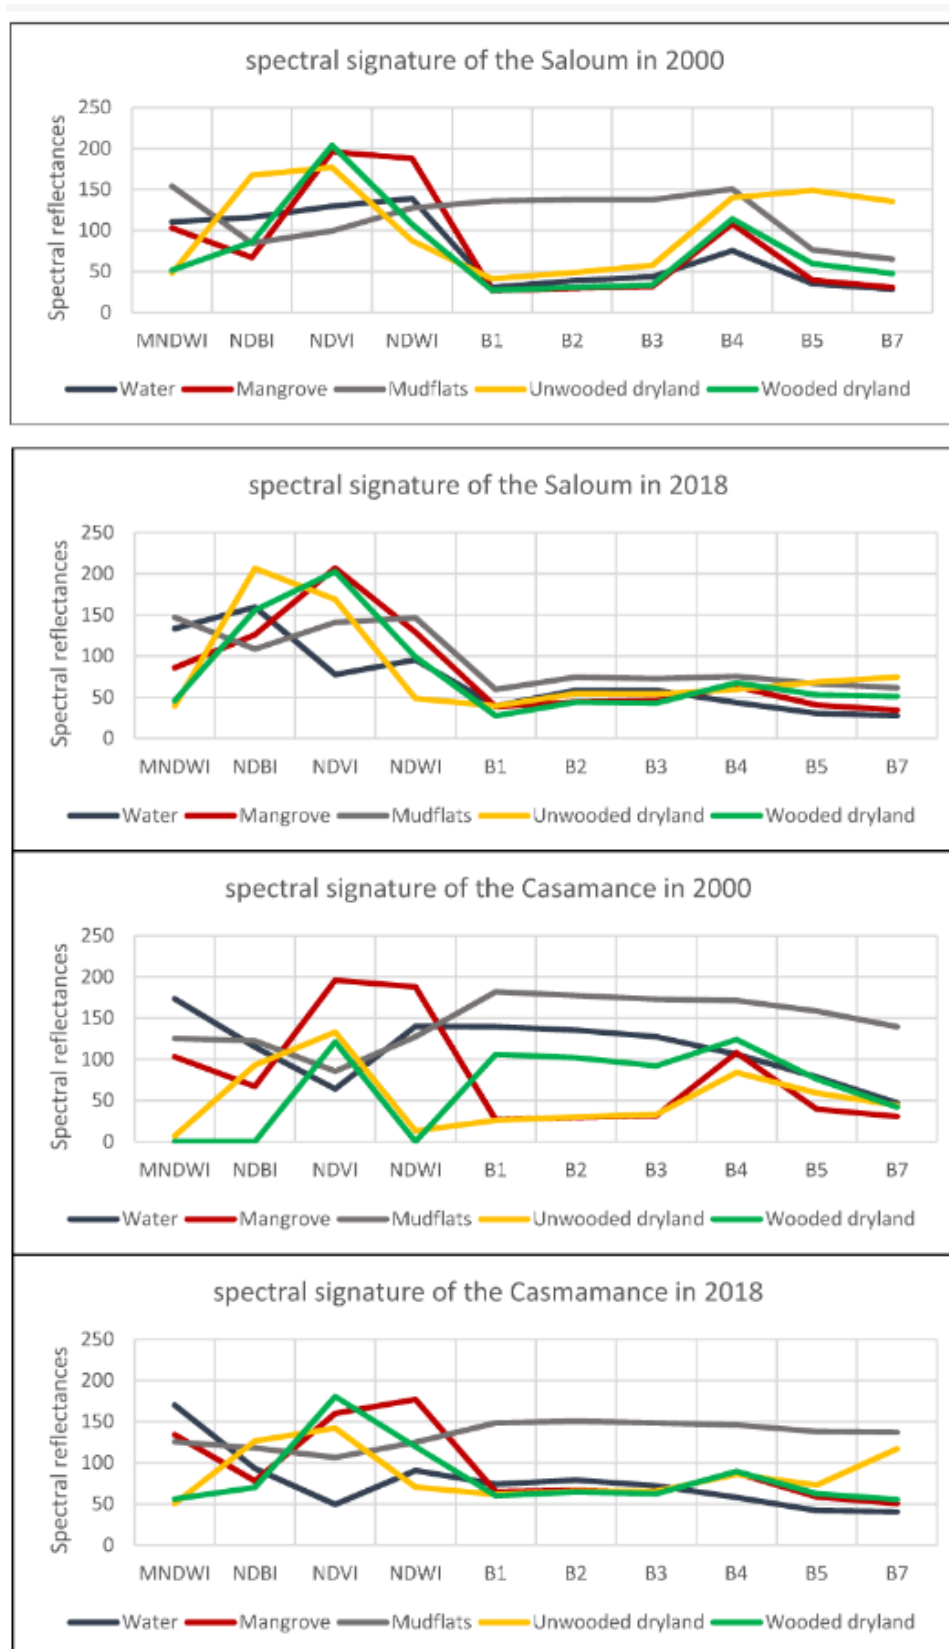 spectral signature of the Saloum in 2000
Spectral reflectances
250
200
150
100
50
0
MNDWI NDBI NDVI NDWI B1 B2 B3 B4 B5 B7
Water Mangrove Mudflats Unwooded dryland Wooded dryland
spectral signature of the Saloum in 2018
Spectral reflectances
250
200
150
100
50
0
MNDWI NDBI NDVI NDWI B1 B2 B3 B4 B5 B7
Water Mangrove Mudflats Unwooded dryland Wooded dryland
spectral signature of the Casamance in 2000
Spectral reflectances
250
200
150
100
50
0
MNDWI NDBI NDVI NDWI B1 B2 B3 B4 B5 B7
Water Mangrove Mudflats Unwooded dryland Wooded dryland
spectral signature of the Casmamance in 2018
Spectral reflectances
250
200
150
100
50
0
MNDWI NDBI NDVI NDWI B1 B2 B3 B4 B5 B7
Water Mangrove Mudflats Unwooded dryland Wooded dryland